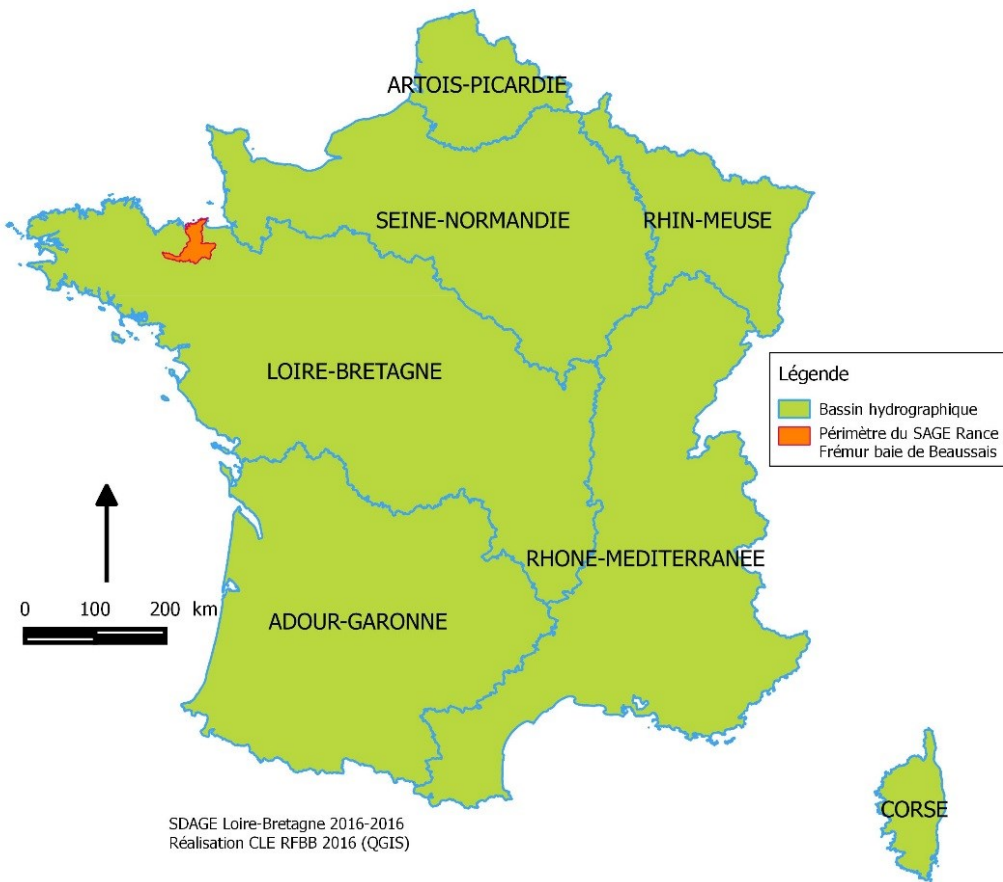 ARTOIS-PICARDIE
SEINE-NORMANDIE
RHIN-MEUSE
LOIRE-BRETAGNE
Légende
Bassin hydrographique
Périmètre du SAGE Rance
Frémur baie de Beaussais
RHONE-MEDITERRANEE
0 100 200 km
ADOUR-GARONNE
CORSE
SDAGE Loire-Bretagne 2016-2016
Réalisation CLE RFBB 2016 (QGIS)